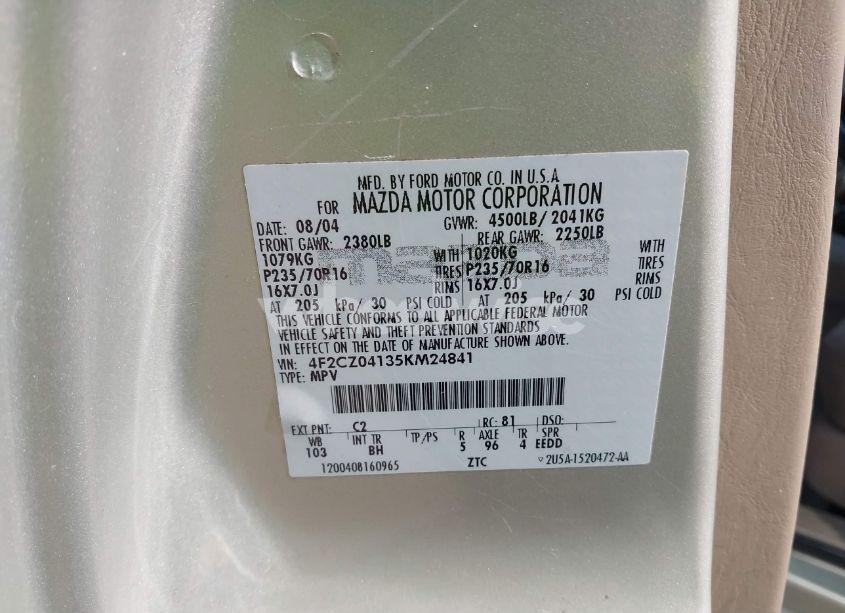 MFD. BY FORD MOTOR CO. IN U.S.A.
FOR MAZDA MOTOR CORPORATION
DATE: 08/04 GVWR: 4500LB/ 2041KG
FRONT GAWR: 2380LB REAR GAWR: 2250LB
1079KG WITH 1020KG WITH
P235/70R16 TIRES P235/70R16 TIRES
16X7.0J RIMS 16X7.0J RIMS
AT 205 kPa/ 30 PSI COLD AT 205 kPa/ 30 PSI COLD
THIS VEHICLE CONFORMS TO ALL APPLICABLE FEDERAL MOTOR
VEHICLE SAFETY AND THEFT PREVENTION STANDARDS
IN EFFECT ON THE DATE OF MANUFACTURE SHOWN ABOVE.
VIN: 4F2CZ04135KM24841
TYPE: MPV
EXT PNT: C2 RC: 81 DSO:
WB INT TR TP/PS R AXLE TR SPR
103 BH 5 96 4 EEDD
1200408160965 ZTC 2U5A-1520472-AA